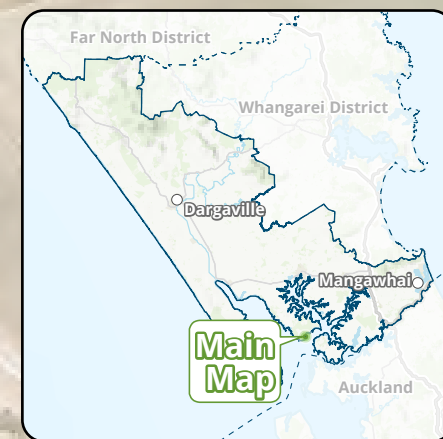 Far North District
Whangarei District
Dargaville
Mangawhai
Main
Map
Auckland